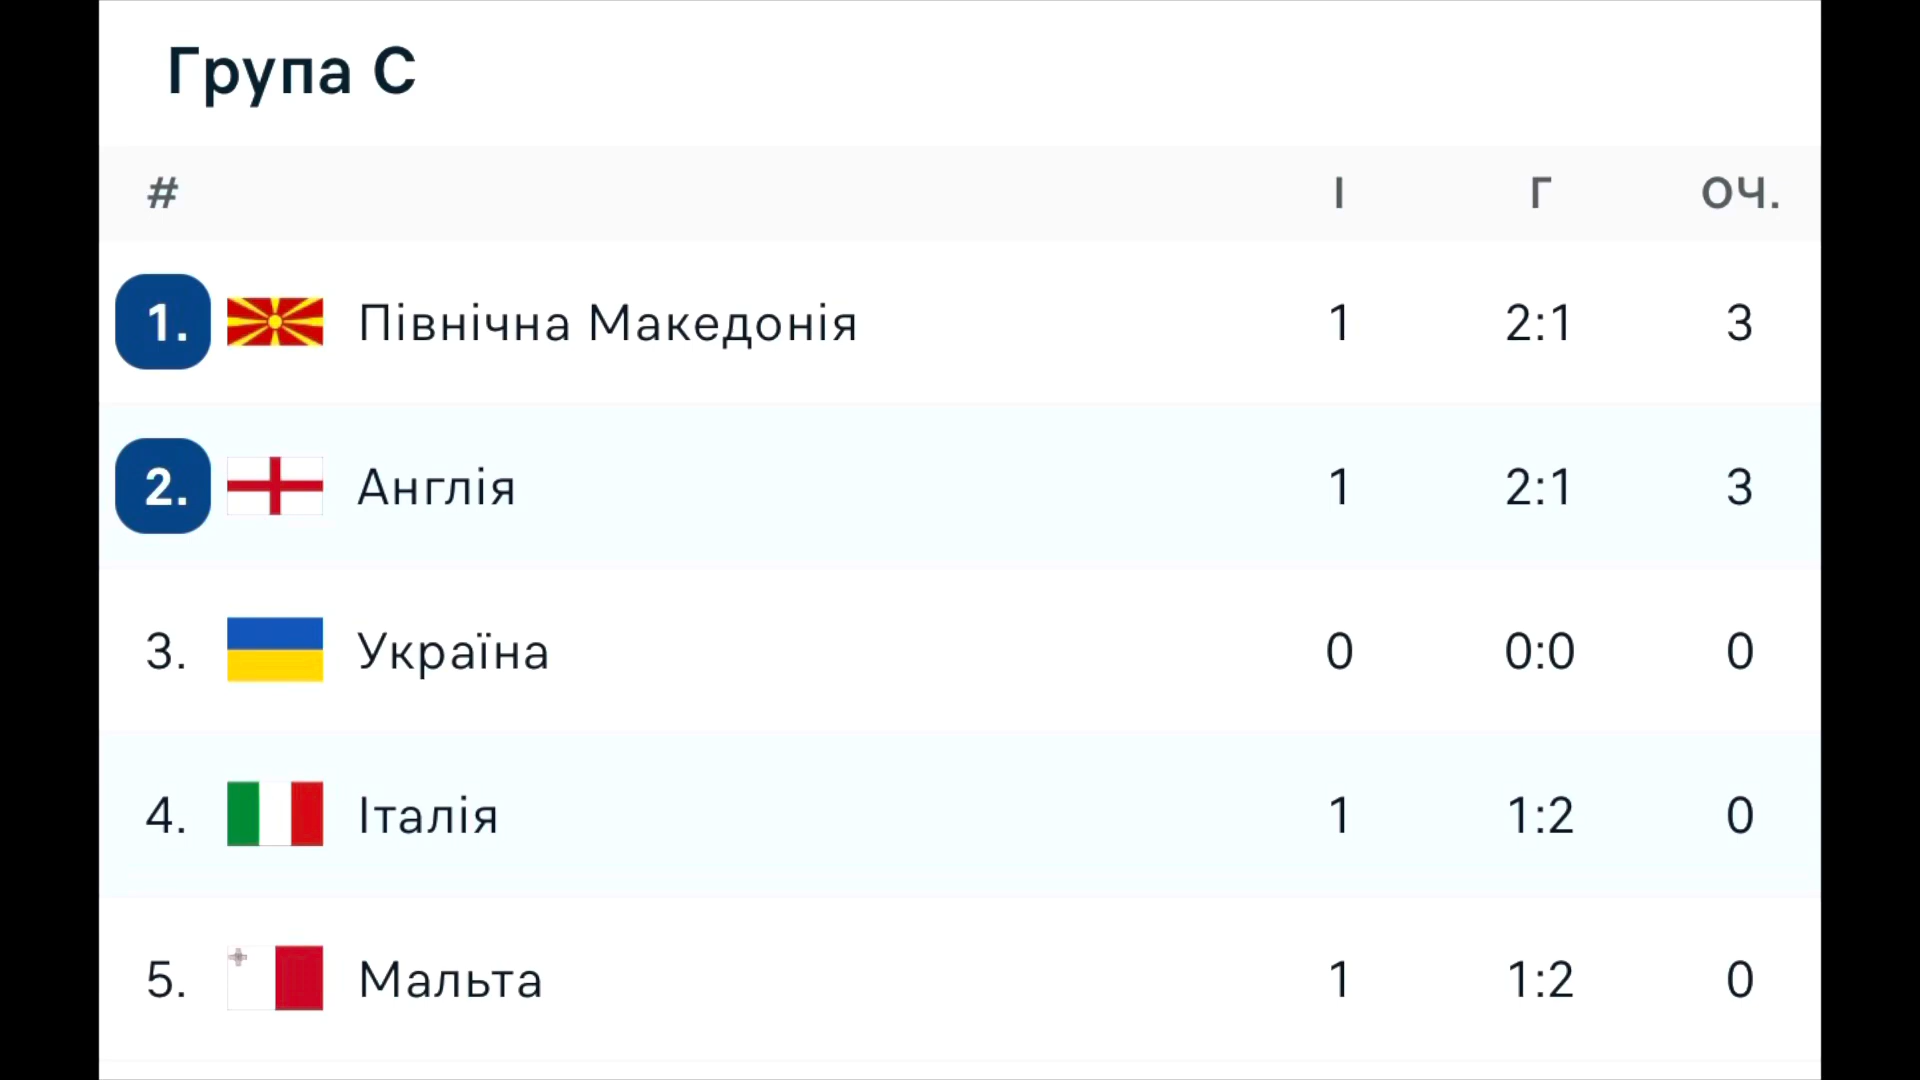 Група C
# І Г ОЧ.
1. Північна Македонія 1 2:1 3
2. Англія 1 2:1 3
3. Україна 0 0:0 0
4. Італія 1 1:2 0
5. Мальта 1 1:2 0